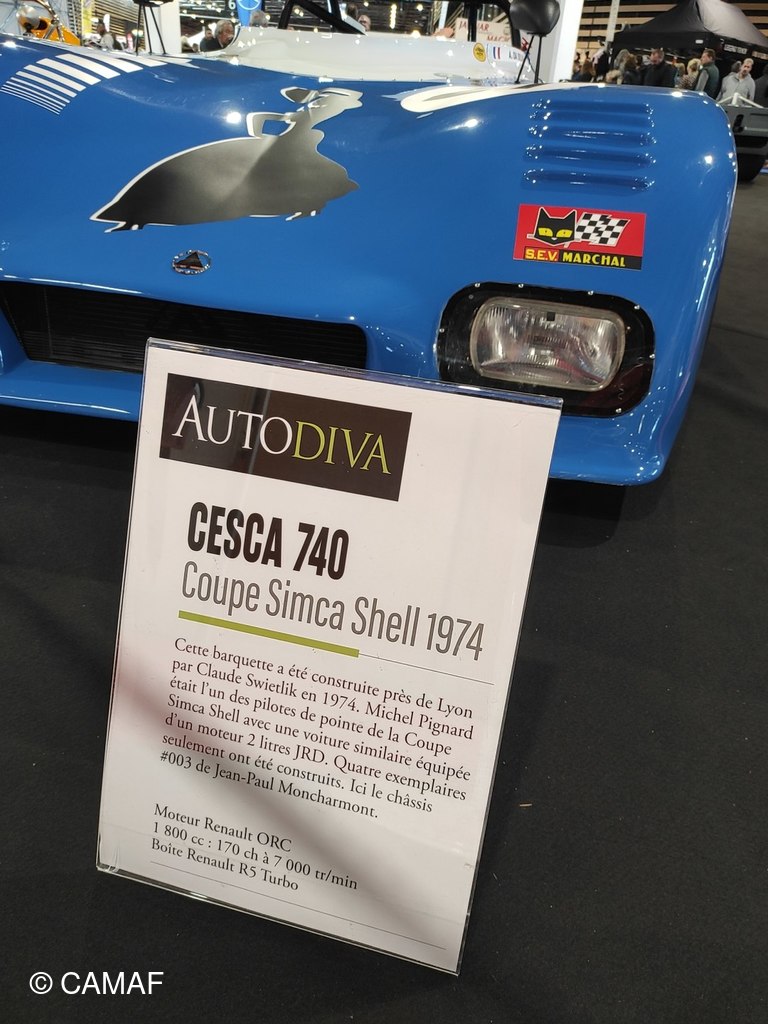 S.E.V. MARCHAL
AUTODIVA
CESCA 740
Coupe Simca Shell 1974
Cette barquette a été construite près de Lyon
par Claude Swietlik en 1974. Michel Pignard
était l'un des pilotes de pointe de la Coupe
Simca Shell avec une voiture similaire équipée
d'un moteur 2 litres JRD. Quatre exemplaires
seulement ont été construits. Ici le châssis
#003 de Jean-Paul Moncharmont.
Moteur Renault ORC
1 800 cc : 170 ch à 7 000 tr/min
Boîte Renault R5 Turbo
© CAMAF